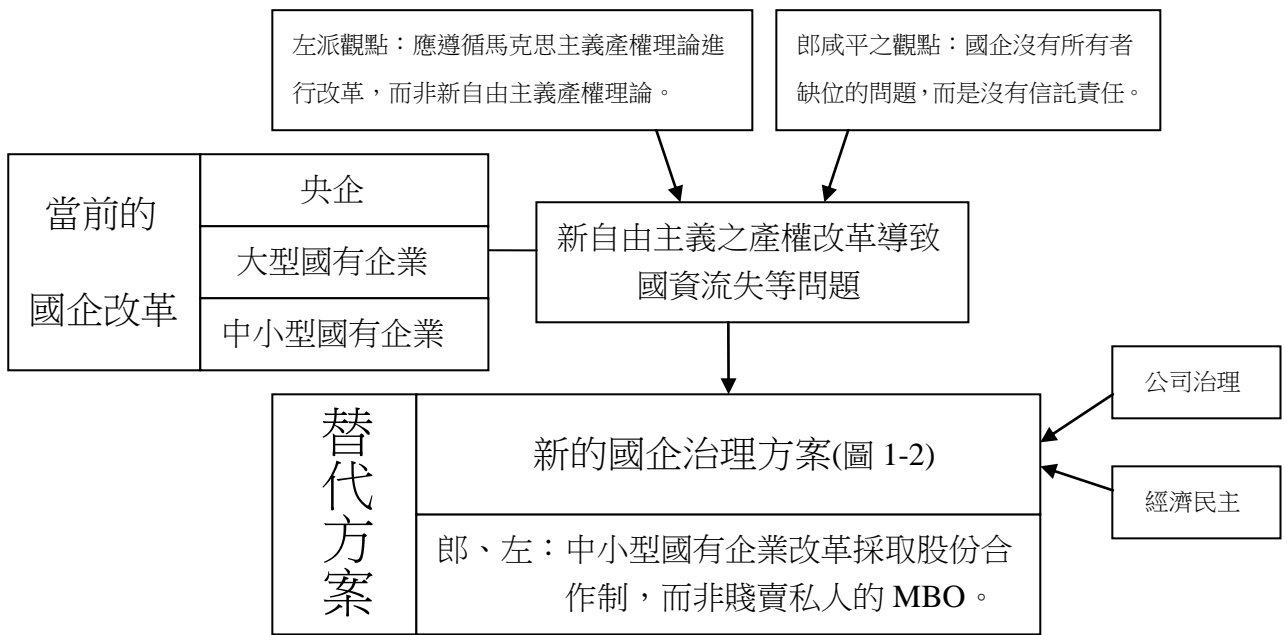 左派觀點：應遵循馬克思主義產權理論進
行改革，而非新自由主義產權理論。
郎咸平之觀點：國企沒有所有者
缺位的問題，而是沒有信託責任。
當前的
國企改革
央企
大型國有企業
中小型國有企業
新自由主義之產權改革導致
國資流失等問題
替代方案
新的國企治理方案(圖 1-2)
郎、左：中小型國有企業改革採取股份合
作制，而非賤賣私人的 MBO。
公司治理
經濟民主